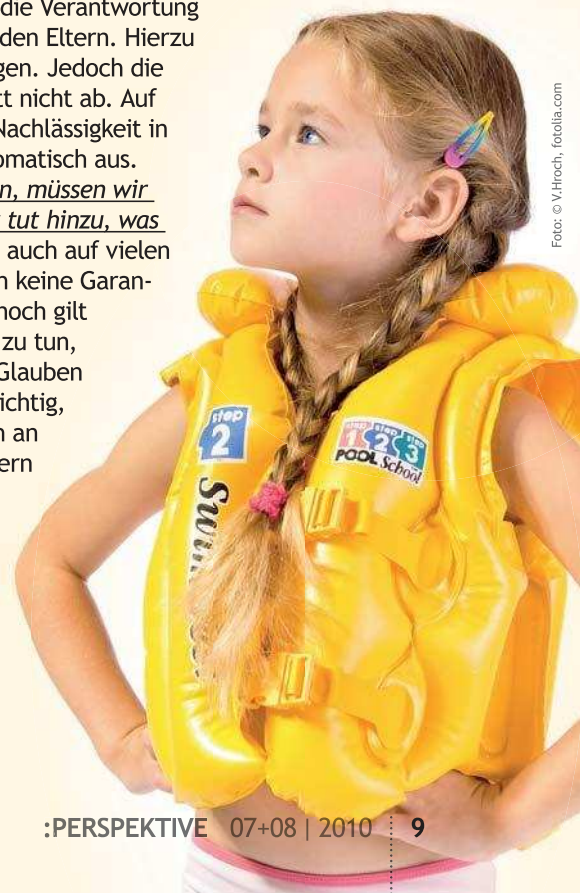 die Verantwortung
den Eltern. Hierzu
gen. Jedoch die
tt nicht ab. Auf
Nachlässigkeit in
omatisch aus.
n, müssen wir
tut hinzu, was
auch auf vielen
n keine Garan-
noch gilt
zu tun,
Glauben
ichtig,
n an
ern
Foto: © V.Hroch, fotolia.com
step
2
step step step
1 2 3
POOL School
:PERSPEKTIVE 07+08 | 2010 9